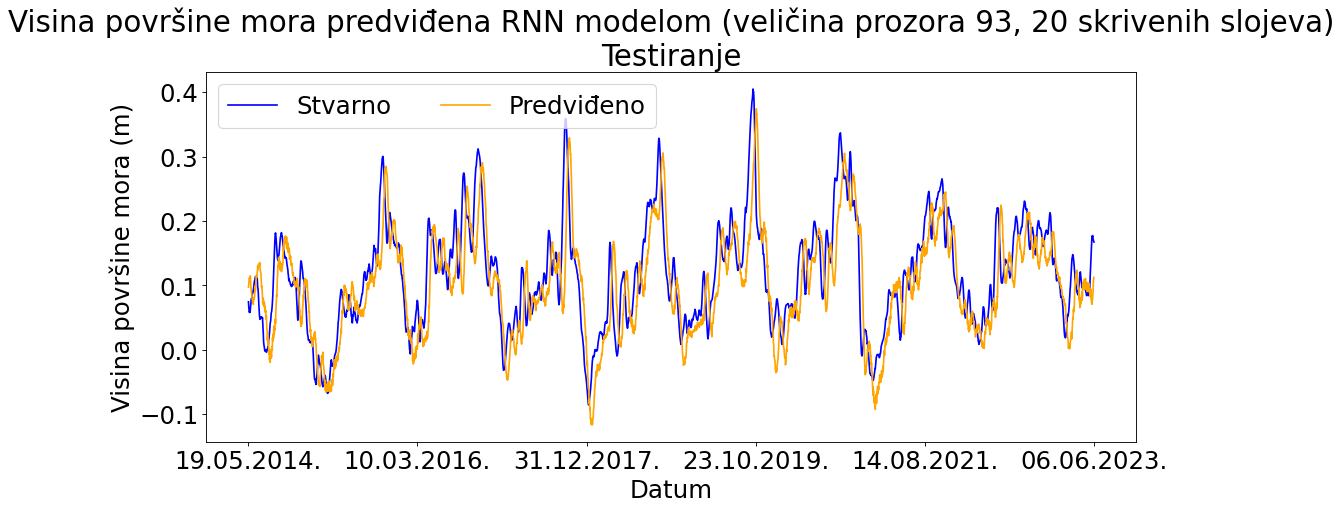 Visina površine mora predviđena RNN modelom (veličina prozora 93, 20 skrivenih slojeva)
Testiranje
Stvarno
Predviđeno
Visina površine mora (m)
0.4
0.3
0.2
0.1
0.0
−0.1
19.05.2014. 10.03.2016. 31.12.2017. 23.10.2019. 14.08.2021. 06.06.2023.
Datum